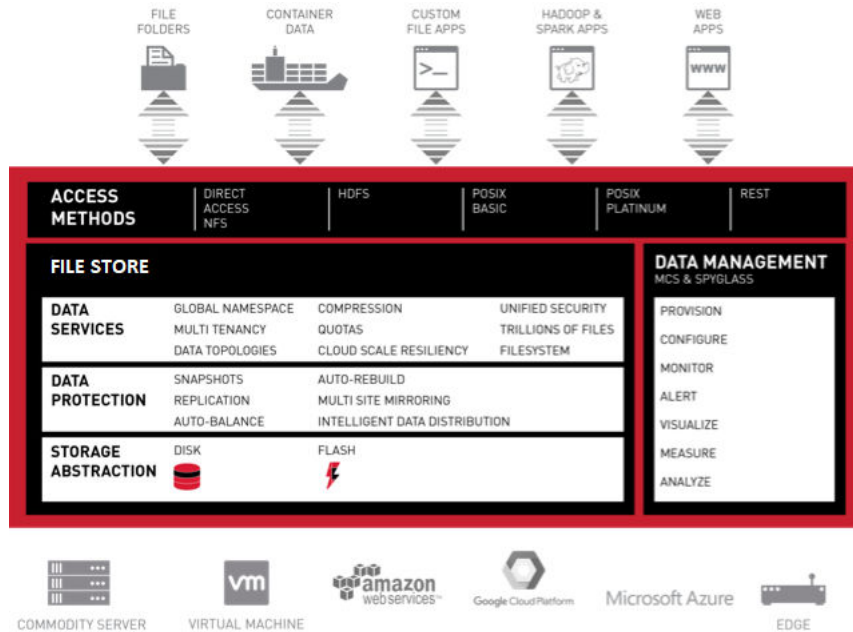 FILE
FOLDERS
CONTAINER
DATA
CUSTOM
FILE APPS
HADOOP &
SPARK APPS
WEB
APPS
>_
www
ACCESS
METHODS
DIRECT
ACCESS
NFS
HDFS
POSIX
BASIC
POSIX
PLATINUM
REST
FILE STORE
DATA
SERVICES
GLOBAL NAMESPACE
MULTI TENANCY
DATA TOPOLOGIES
COMPRESSION
QUOTAS
CLOUD SCALE RESILIENCY
UNIFIED SECURITY
TRILLIONS OF FILES
FILESYSTEM
DATA
PROTECTION
SNAPSHOTS
REPLICATION
AUTO-BALANCE
AUTO-REBUILD
MULTI SITE MIRRORING
INTELLIGENT DATA DISTRIBUTION
STORAGE
ABSTRACTION
DISK
FLASH
DATA MANAGEMENT
MCS & SPYGLASS
PROVISION
CONFIGURE
MONITOR
ALERT
VISUALIZE
MEASURE
ANALYZE
COMMODITY SERVER
vm
VIRTUAL MACHINE
amazon
webservices™
Google Cloud Platform
Microsoft Azure
EDGE